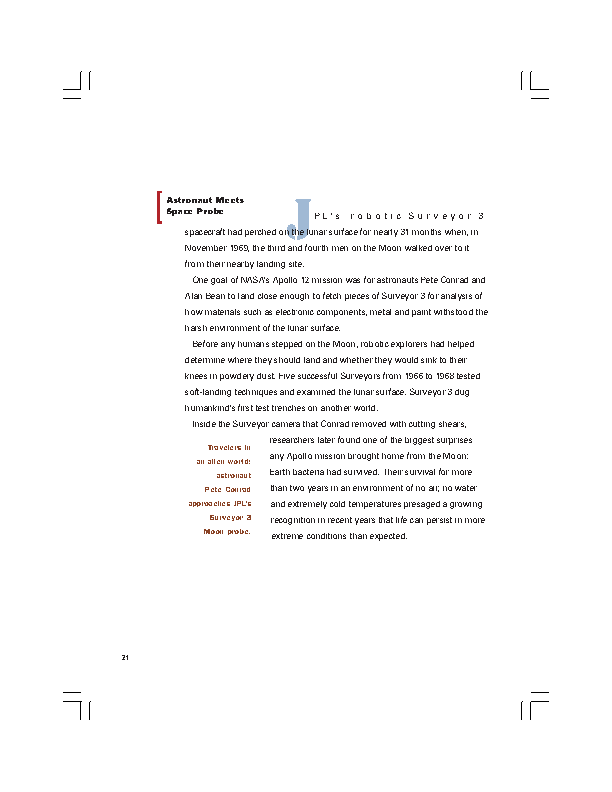 Astronaut Meets
Space Probe
JPL's robotic Surveyor 3
spacecraft had perched on the lunar surface for nearly 31 months when, in
November 1969, the third and fourth men on the Moon walked over to it
from their nearby landing site.
One goal of NASA's Apollo 12 mission was for astronauts Pete Conrad and
Alan Bean to land close enough to fetch pieces of Surveyor 3 for analysis of
how materials such as electronic components, metal and paint withstood the
harsh environment of the lunar surface.
Before any humans stepped on the Moon, robotic explorers had helped
determine where they should land and whether they would sink to their
knees in powdery dust. Five successful Surveyors from 1966 to 1968 tested
soft-landing techniques and examined the lunar surface. Surveyor 3 dug
humankind's first test trenches on another world.
Inside the Surveyor camera that Conrad removed with cutting shears,
researchers later found one of the biggest surprises
any Apollo mission brought home from the Moon:
Earth bacteria had survived. Their survival for more
than two years in an environment of no air, no water
and extremely cold temperatures presaged a growing
recognition in recent years that life can persist in more
extreme conditions than expected.
Travelers in
an alien world:
astronaut
Pete Conrad
approaches JPL's
Surveyor 3
Moon probe.
21